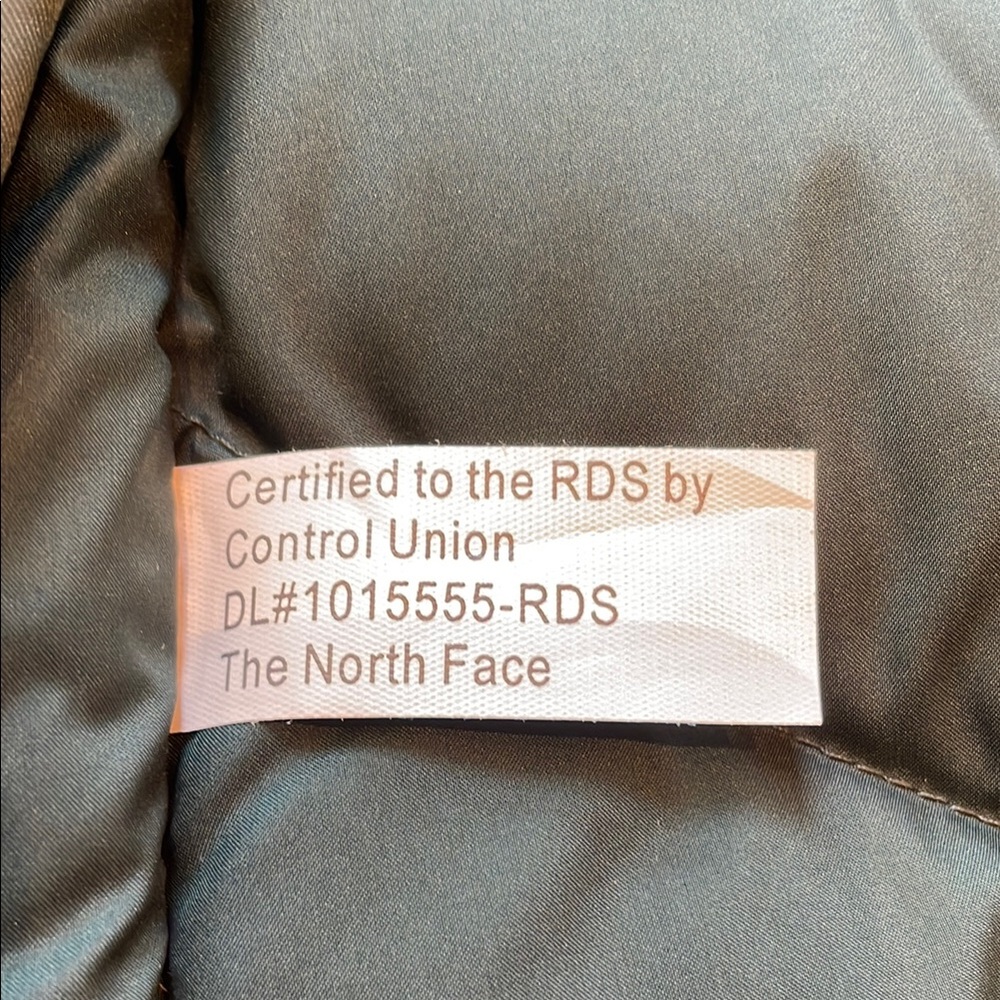 Certified to the RDS by
Control Union
DL#1015555-RDS
The North Face